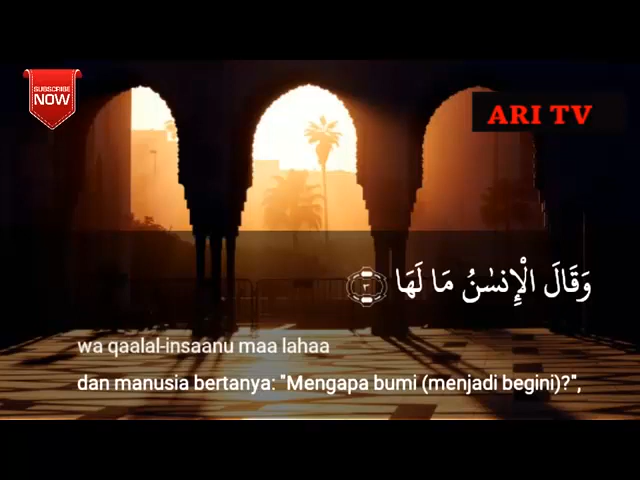 SUBSCRIBE
NOW
ARI TV
وَقَالَ الْإِنسَٰنُ مَا لَهَا ٣
wa qaalal-insaanu maa lahaa
dan manusia bertanya: "Mengapa bumi (menjadi begini)?",